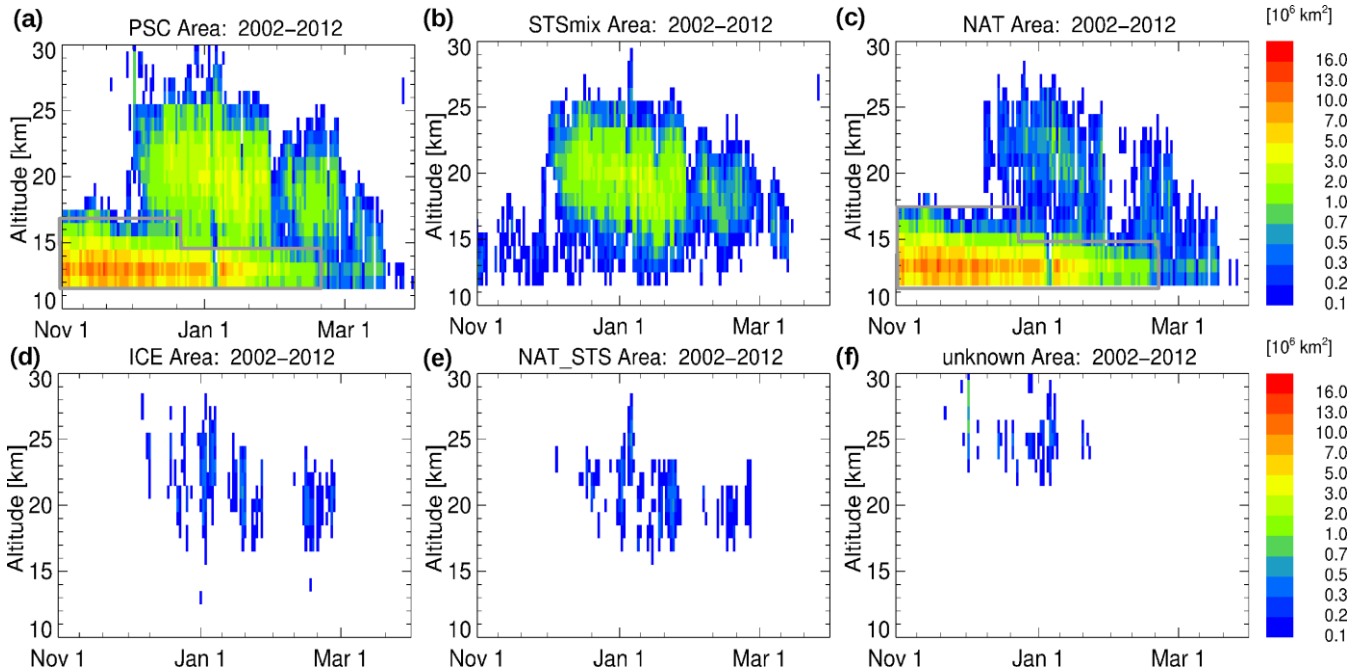 (a) PSC Area: 2002-2012
(b) STSmix Area: 2002-2012
(c) NAT Area: 2002-2012
[10⁶ km²]
Altitude [km]
30
25
20
15
10
Nov 1 Jan 1 Mar 1
Altitude [km]
30
25
20
15
10
Nov 1 Jan 1 Mar 1
Altitude [km]
30
25
20
15
10
Nov 1 Jan 1 Mar 1
16.0
13.0
10.0
7.0
5.0
3.0
2.0
1.0
0.7
0.5
0.3
0.2
0.1
(d) ICE Area: 2002-2012
(e) NAT_STS Area: 2002-2012
(f) unknown Area: 2002-2012
[10⁶ km²]
Altitude [km]
30
25
20
15
10
Nov 1 Jan 1 Mar 1
Altitude [km]
30
25
20
15
10
Nov 1 Jan 1 Mar 1
Altitude [km]
30
25
20
15
10
Nov 1 Jan 1 Mar 1
16.0
13.0
10.0
7.0
5.0
3.0
2.0
1.0
0.7
0.5
0.3
0.2
0.1